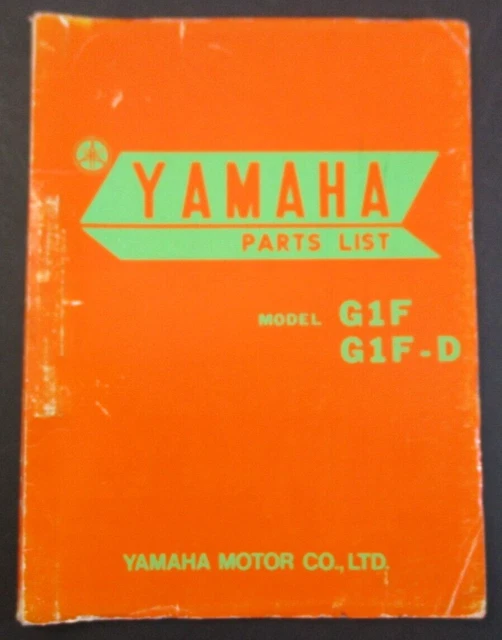 YAMAHA
PARTS LIST
MODEL G1F
G1F-D
YAMAHA MOTOR CO., LTD.